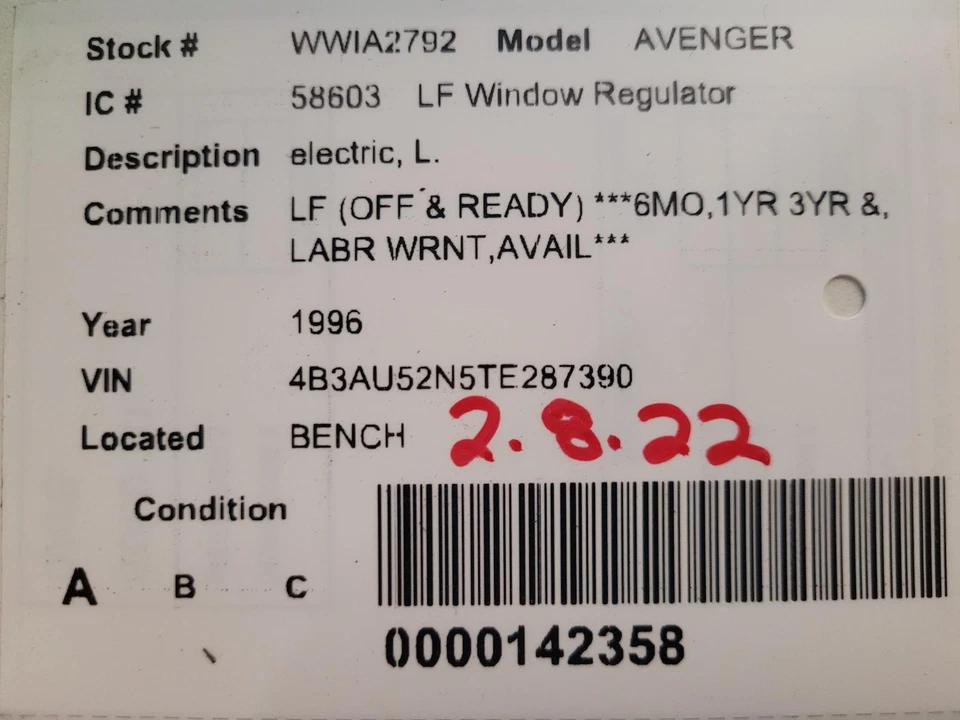 Stock # WWIA2792 Model AVENGER
IC # 58603 LF Window Regulator
Description electric, L.
Comments LF (OFF & READY) ***6MO,1YR 3YR &,
LABR WRNT,AVAIL***
Year 1996
VIN 4B3AU52N5TE287390
Located BENCH 2.8.22
Condition
A B C
0000142358